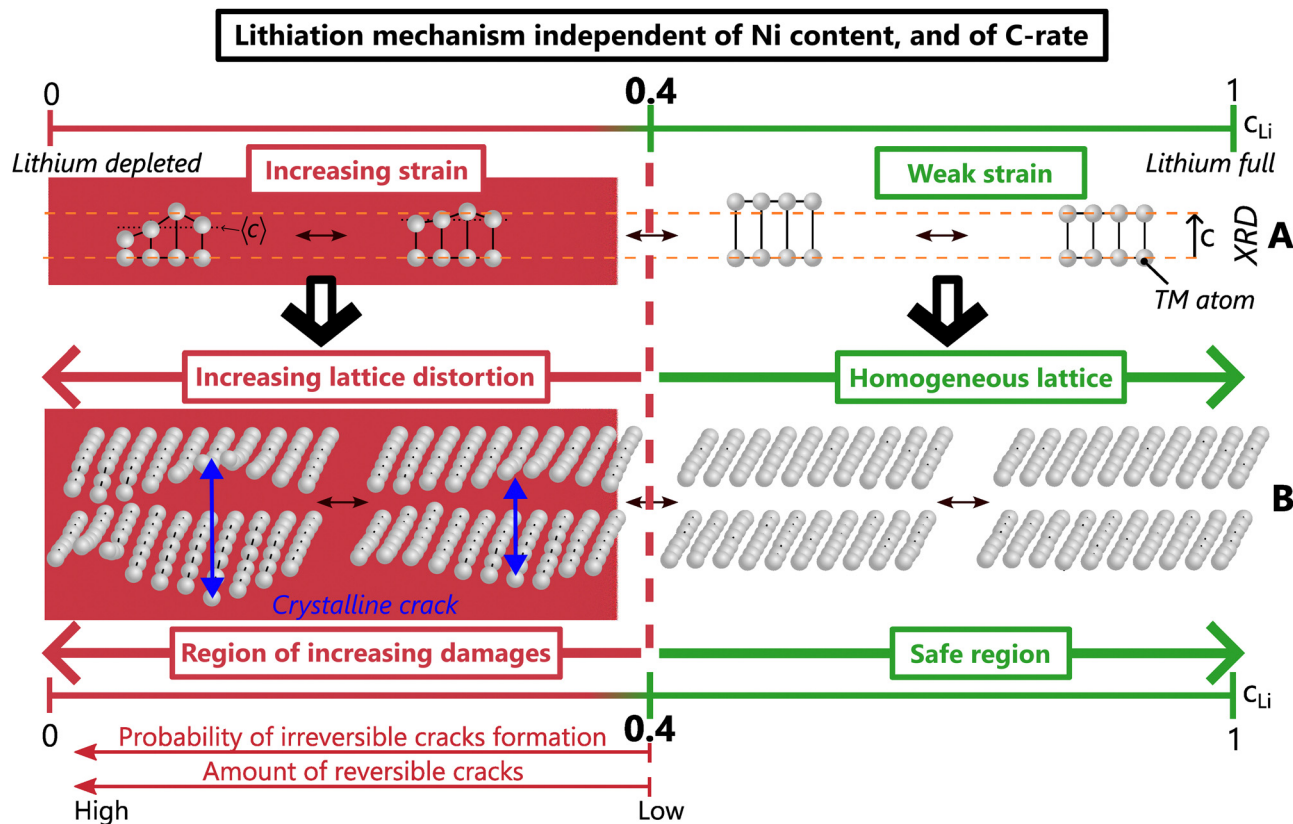 Lithiation mechanism independent of Ni content, and of C-rate
0
0.4
1
cLi
Lithium depleted
Increasing strain
Weak strain
Lithium full
⟨c⟩
c
XRD
A
TM atom
Increasing lattice distortion
Homogeneous lattice
B
Crystalline crack
Region of increasing damages
Safe region
cLi
0
0.4
1
Probability of irreversible cracks formation
Amount of reversible cracks
High
Low